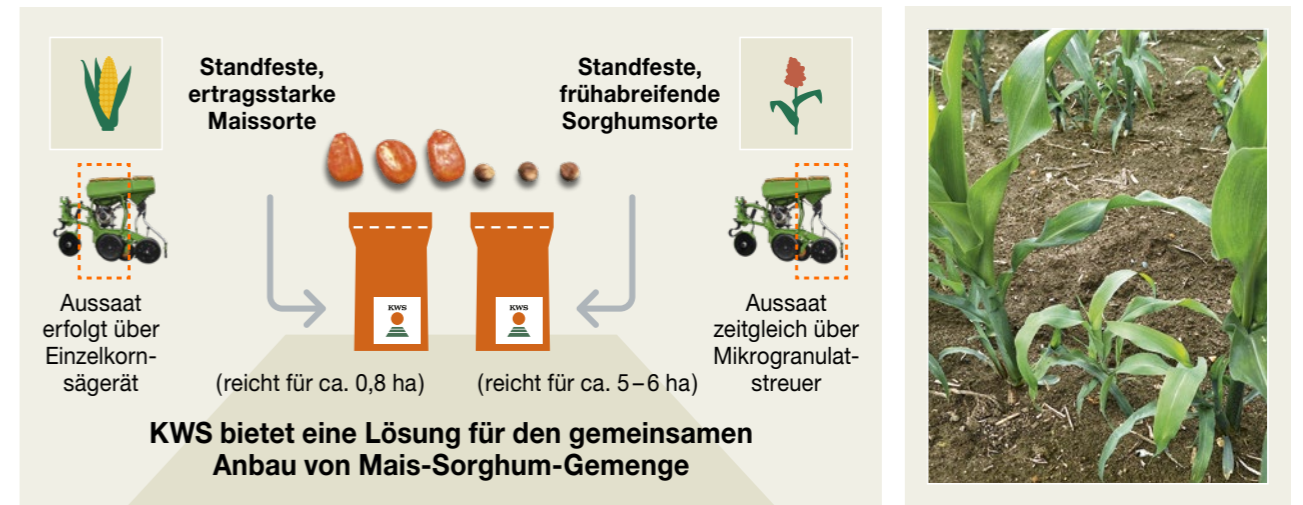 Standfeste,
ertragsstarke
Maissorte
Standfeste,
frühabreifende
Sorghumsorte
Aussaat
erfolgt über
Einzelkorn-
sägerät
KWS
(reicht für ca. 0,8 ha)
KWS
(reicht für ca. 5–6 ha)
Aussaat
zeitgleich über
Mikrogranulat-
streuer
KWS bietet eine Lösung für den gemeinsamen
Anbau von Mais-Sorghum-Gemenge